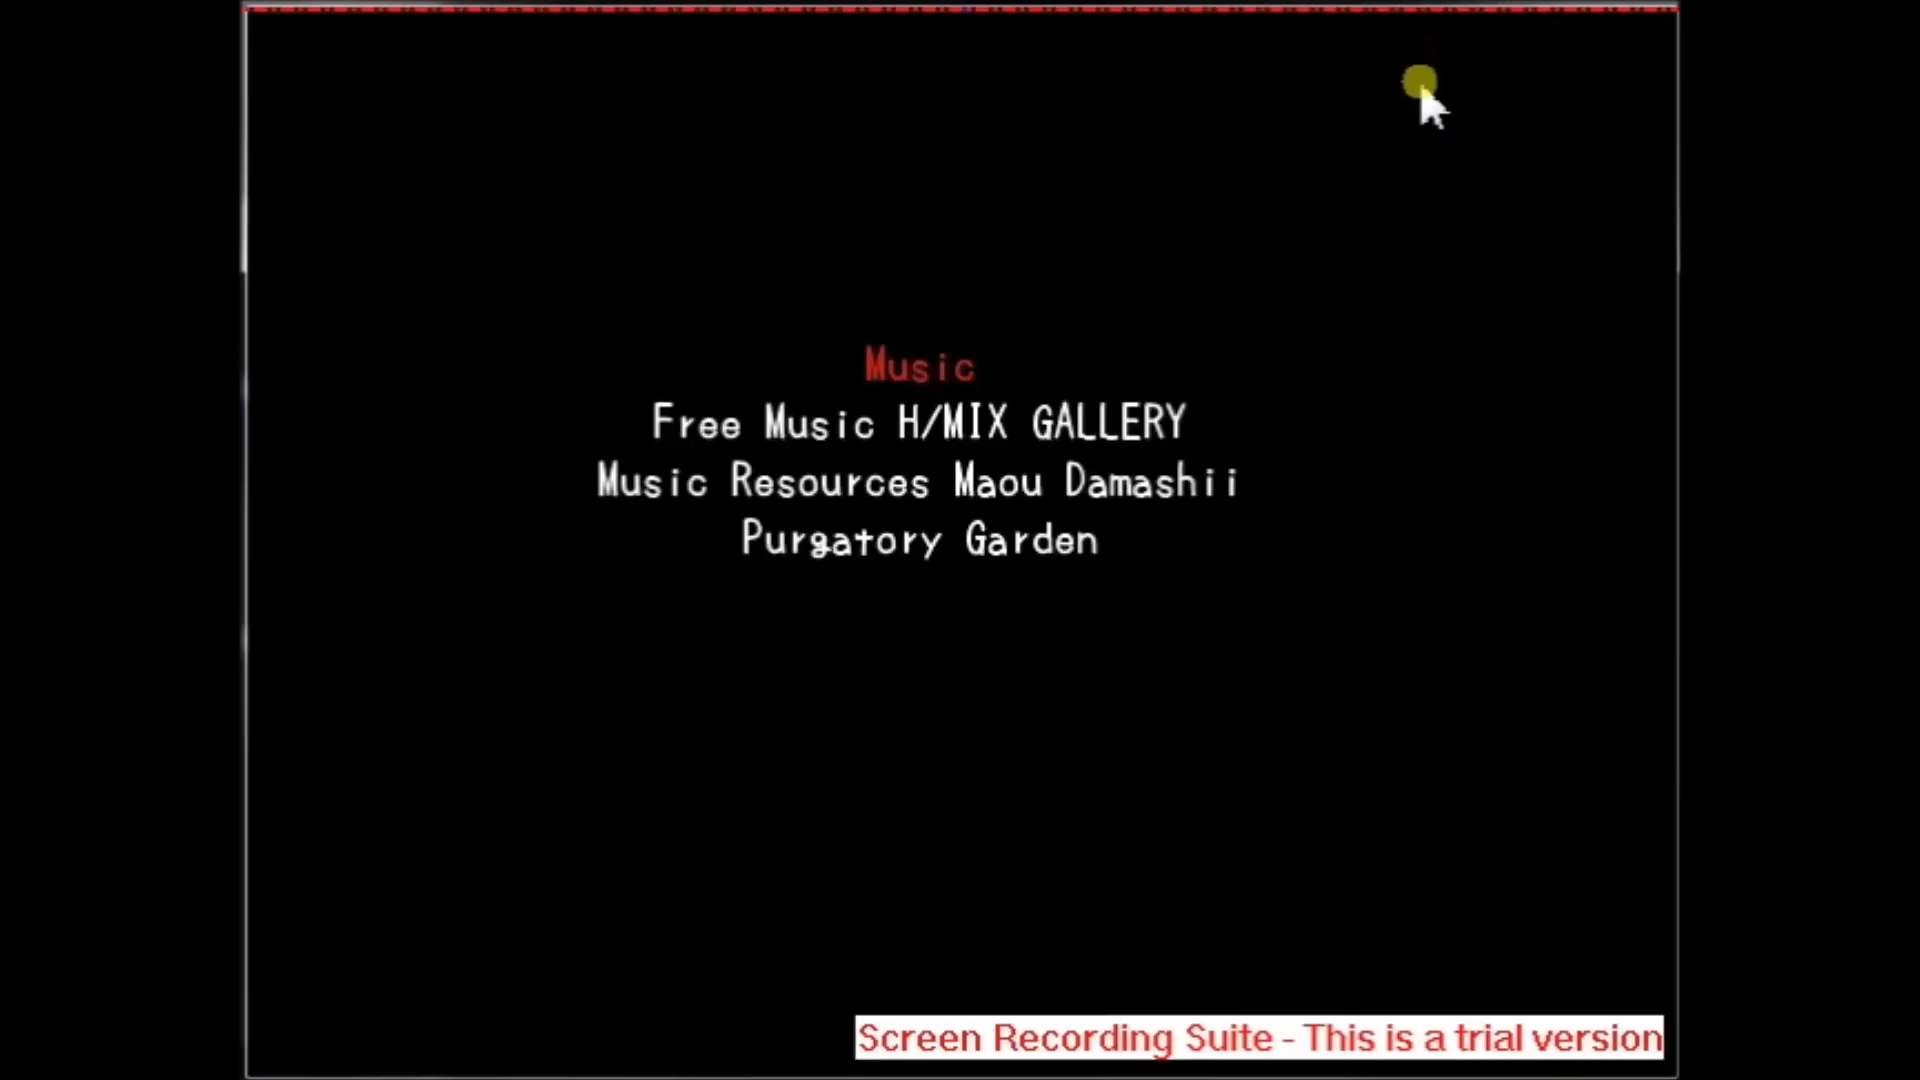 Music
Free Music H/MIX GALLERY
Music Resources Maou Damashii
Purgatory Garden
Screen Recording Suite - This is a trial version